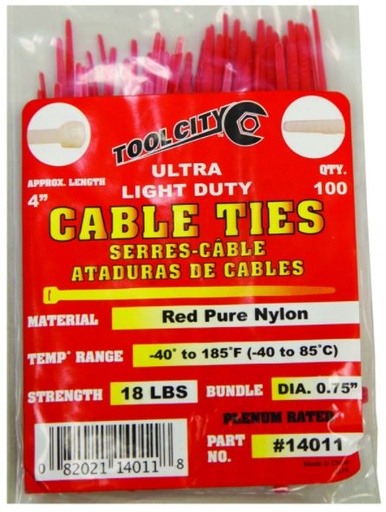 TOOLCITY
TM
ULTRA
LIGHT DUTY
APPROX. LENGTH
4"
QTY.
100
CABLE TIES
SERRES-CÂBLE
ATADURAS DE CABLES
MATERIAL Red Pure Nylon
TEMP° RANGE -40° to 185°F (-40 to 85°C)
STRENGTH 18 LBS BUNDLE DIA. 0.75"
PLENUM RATED
PART NO. #14011
0 82021 14011 8